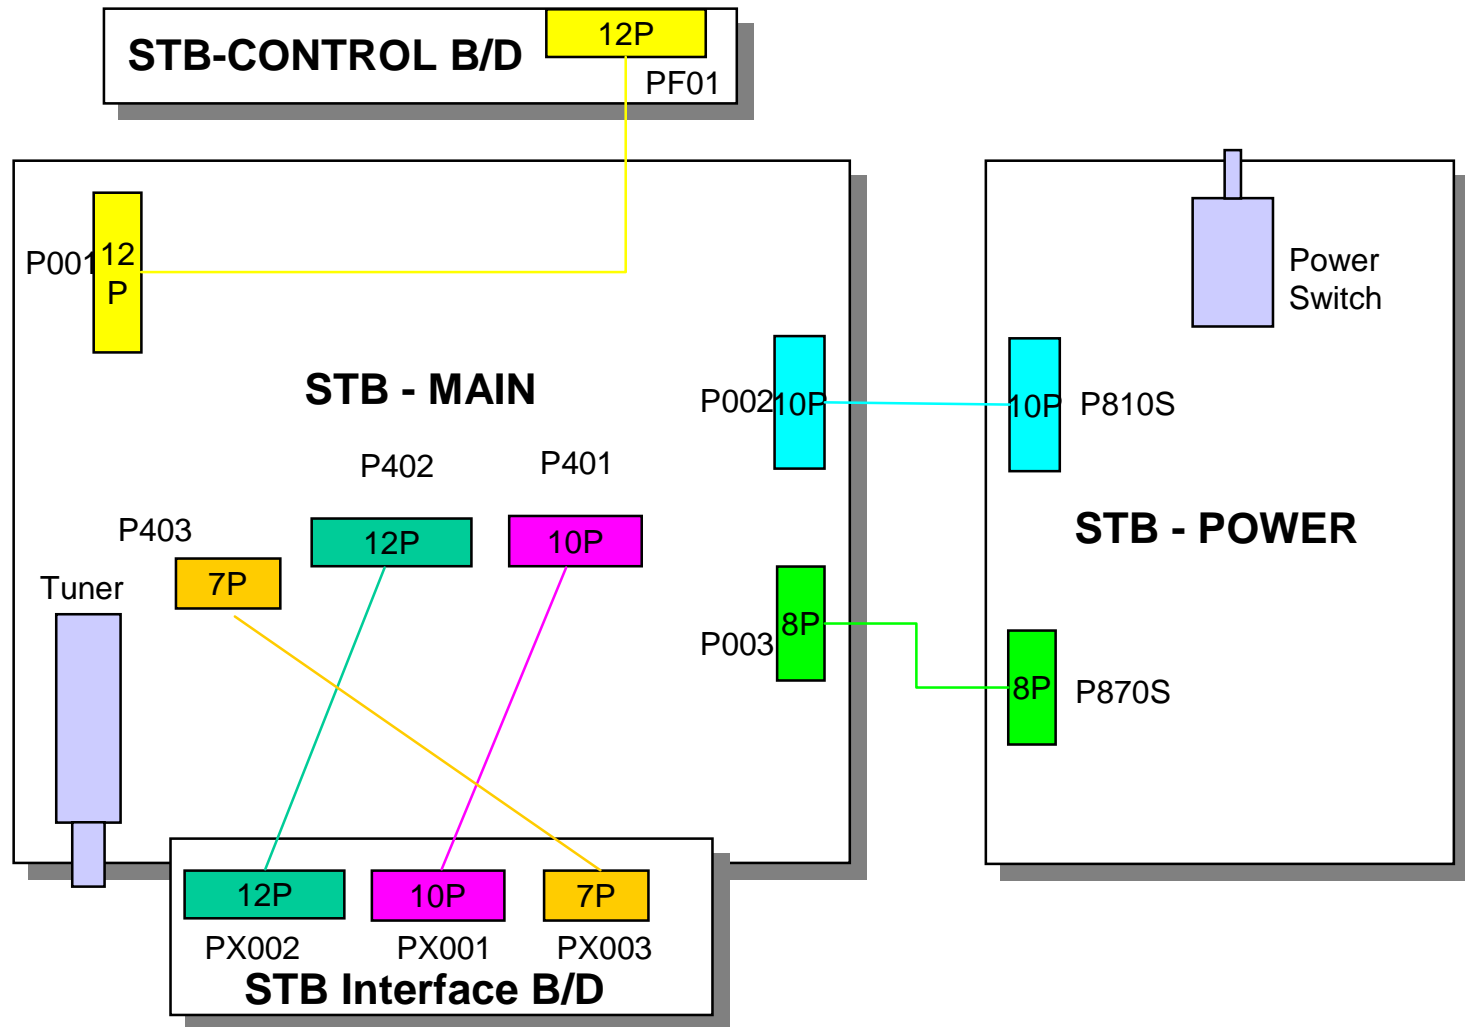 12P
STB-CONTROL B/D
PF01
P001
12
P
Power
Switch
STB - MAIN
P002
10P
10P
P810S
P402
P401
P403
12P
10P
STB - POWER
7P
Tuner
8P
P003
8P
P870S
12P
10P
7P
PX002
PX001
PX003
STB Interface B/D